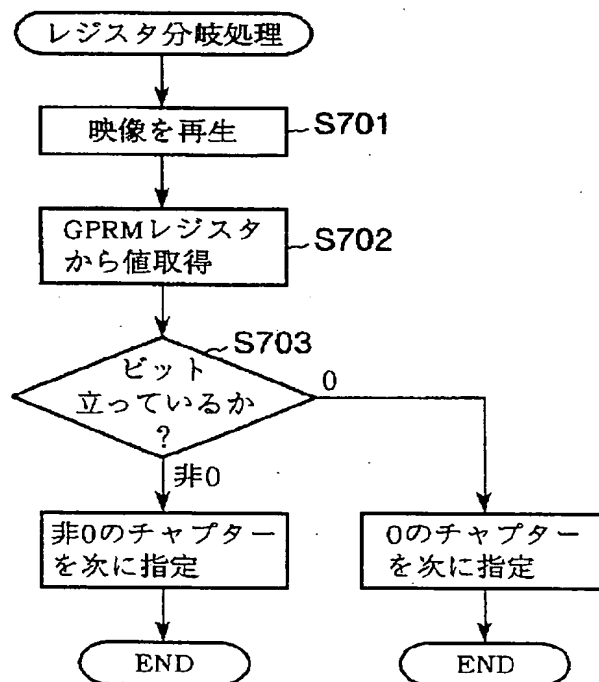 レジスタ分岐処理
映像を再生
S701
GPRMレジスタ
から値取得
S702
S703
ビット
立っているか
?
0
非0
非0のチャプター
を次に指定
0のチャプター
を次に指定
END
END